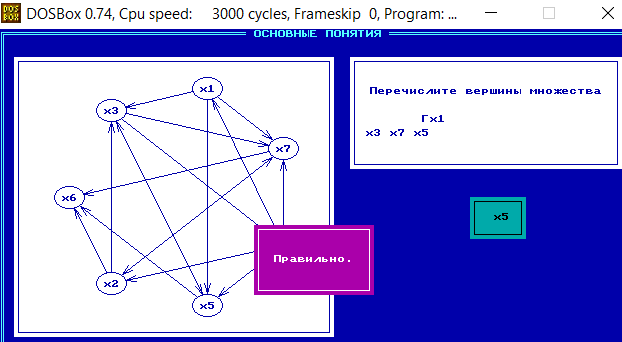 DOSBox 0.74, Cpu speed: 3000 cycles, Frameskip 0, Program: ...
ОСНОВНЫЕ ПОНЯТИЯ
x1
x3
x7
x6
x2
x5
Перечислите вершины множества
Гx1
x3 x7 x5
x5
Правильно.